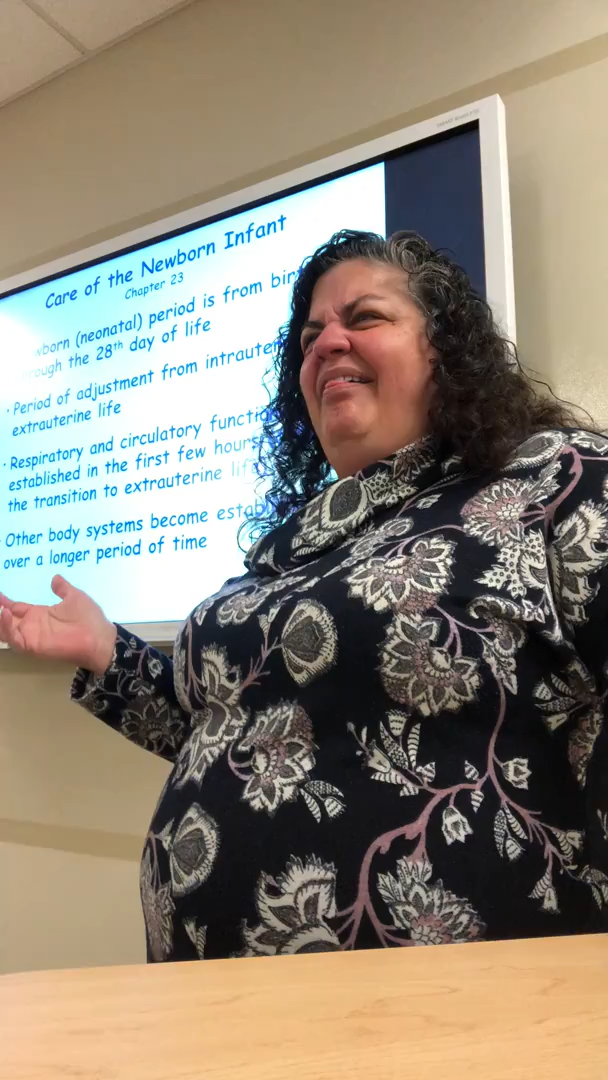 Care of the Newborn Infant
Chapter 23
(neonatal) period is from
the 28th day of life
· Period of adjustment from
extrauterine life
· Respiratory and circulatory
established in the first few hours
the transition to extrauterine
Other body systems become
over a longer period of time